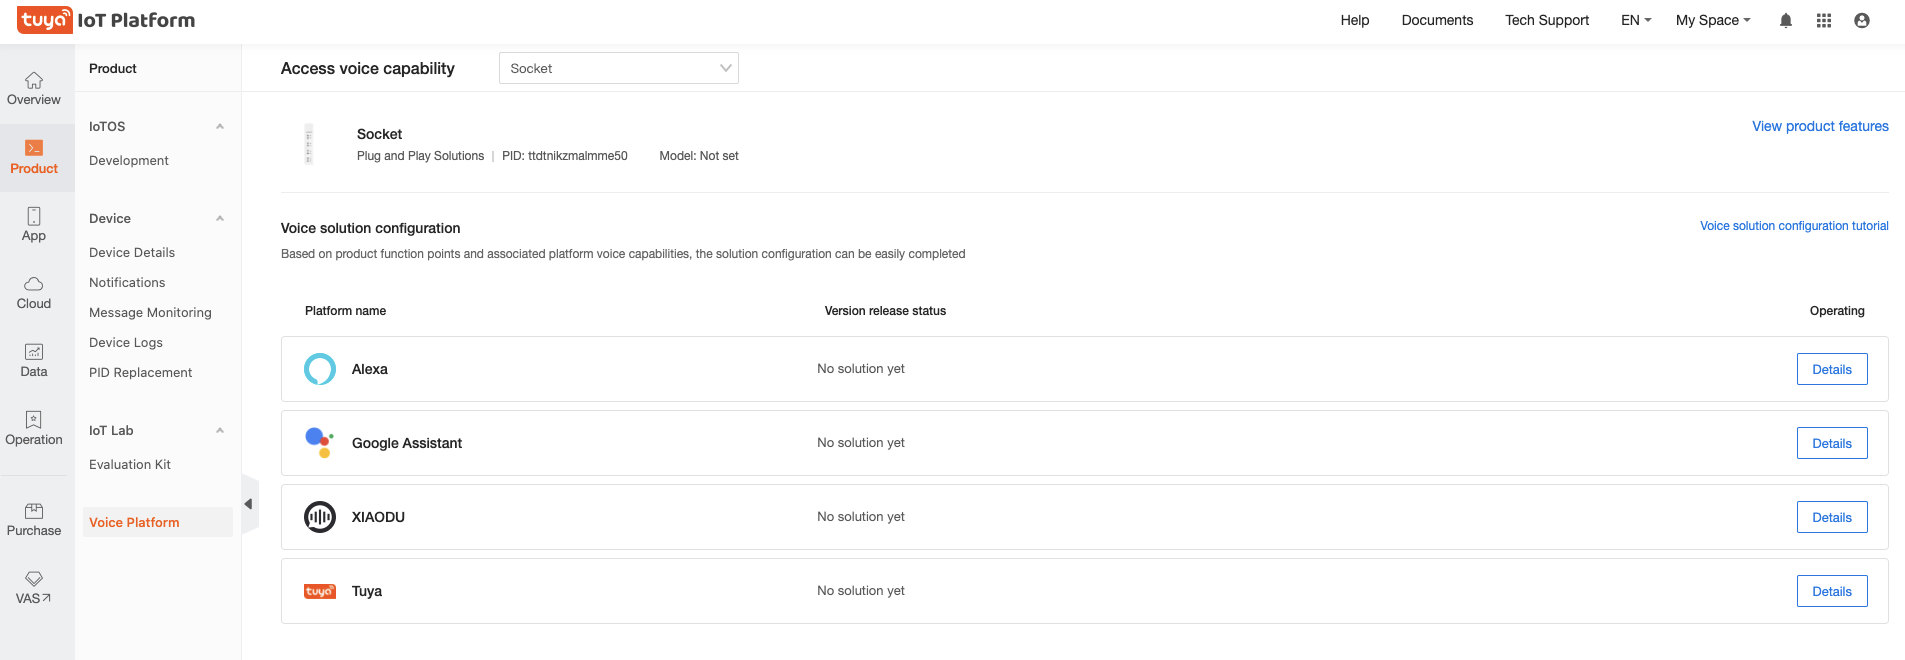 tuya IoT Platform
Help Documents Tech Support EN My Space
Overview
Product
App
Cloud
Data
Operation
Purchase
VAS
Product
IoTOS
Development
Device
Device Details
Notifications
Message Monitoring
Device Logs
PID Replacement
IoT Lab
Evaluation Kit
Voice Platform
Access voice capability Socket
Socket
View product features
Plug and Play Solutions | PID: ttdtnikzmalmme50 Model: Not set
Voice solution configuration
Voice solution configuration tutorial
Based on product function points and associated platform voice capabilities, the solution configuration can be easily completed
Platform name Version release status Operating
Alexa No solution yet Details
Google Assistant No solution yet Details
XIAODU No solution yet Details
tuya Tuya No solution yet Details